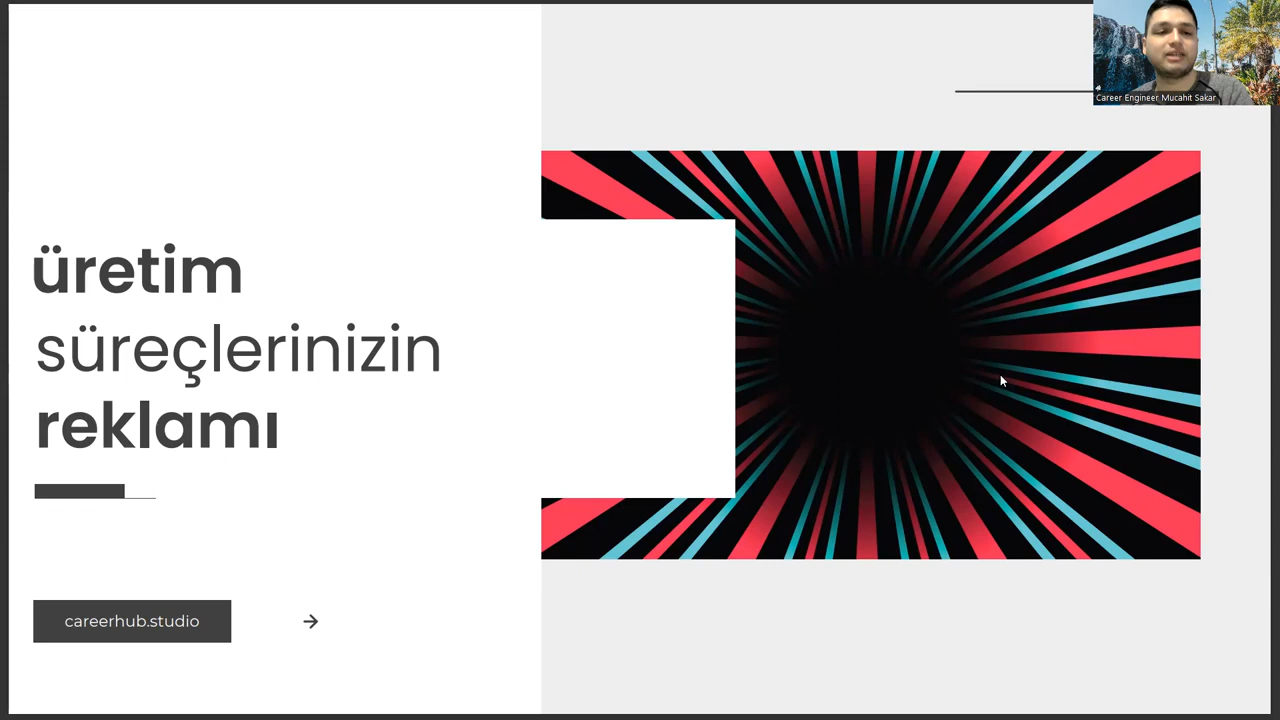 Career Engineer Mucahit Sakar
üretim
süreçlerinizin
reklamı
careerhub.studio